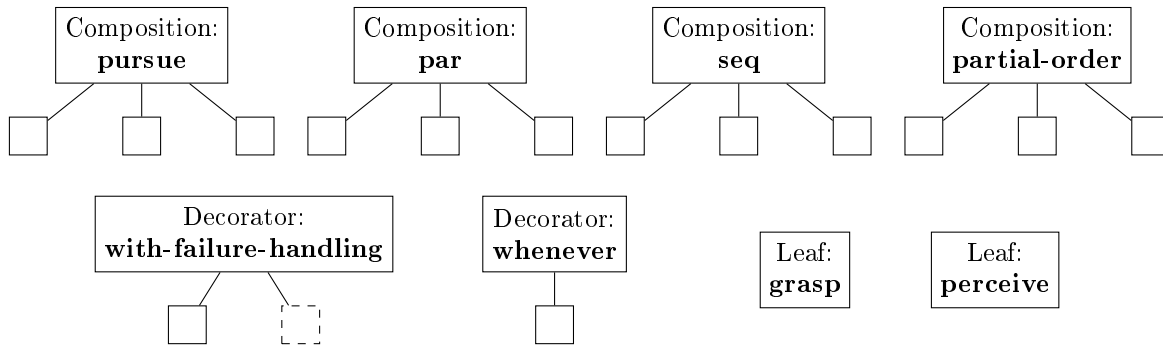 Composition:
pursue
Composition:
par
Composition:
seq
Composition:
partial-order
Decorator:
with-failure-handling
Decorator:
whenever
Leaf:
grasp
Leaf:
perceive